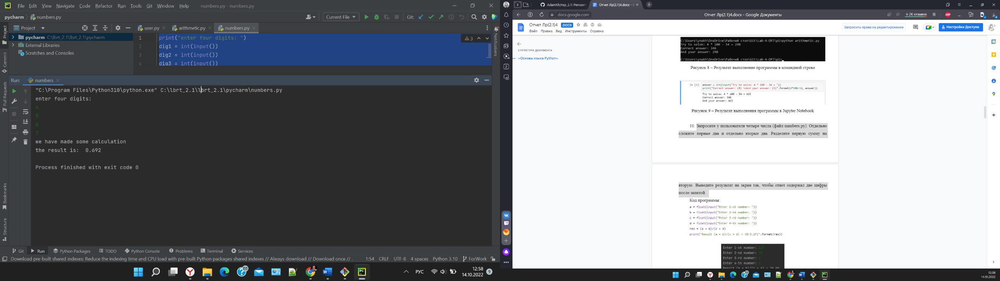 File Edit View Navigate Code Refactor Run Tools Git Window Help numbers.py - numbers.py
pycharm numbers.py
Current File
Git:
Project
user.py
arithmetic.py
numbers.py
pycharm C:\lbrt_2.1\lbrt_2.1\pycharm
External Libraries
Scratches and Consoles
1 print("enter four digits: ")
2 dig1 = int(input())
3 dig2 = int(input())
4 dig3 = int(input())
3
Project
Commit
Pull Requests
Bookmarks
Structure
Notifications
Run: numbers
"C:\Program Files\Python310\python.exe" C:\lbrt_2.1\lbrt_2.1\pycharm\numbers.py
enter four digits:
4
5
6
7
we have made some calculation
the result is:  0.692
Process finished with exit code 0
Git Run Python Packages TODO Python Console Problems Terminal Services
Download pre-built shared indexes: Reduce the indexing time and CPU load with pre-built Python packages shared indexes // Always download // Download once // .
1:54 CRLF UTF-8 4 spaces Python 3.10 ForWork
РУС
12:58
14.10.2022
9
2
AdamKh/rep_2.1: Репозит
Отчет Лр(2.1)4.docx - G
docs.google.com
Отчет Лр(2.1)4.docx - Google Документы
★ 2К отзывов
ABP
Отчет Лр(2.1)4 .DOCX
Файл Правка Вид Инструменты Справка
Запросить права на редактирование
Настройки Доступа
СТРУКТУРА ДОКУМЕНТА
«Основы языка Python»
2
C:\Users\ynakh\OneDrive\Рабочий стол\Git\Lab-4-OPJ\p1>python arithmetic.py
Try to solve: 4 * 100 - 54 = 298
Correct answer: 346
And your answer: 298
C:\Users\ynakh\OneDrive\Рабочий стол\Git\Lab-4-OPJ\p1>_
Рисунок 8 – Результат выполнение программы в командной строке
In [6]: answer = int(input("Try to solve: 4 * 100 - 54 = "))
print("Correct answer: {0} \nAnd your answer: {1}".format(4*100-54, answer))
Try to solve: 4 * 100 - 54 = 423
Correct answer: 346
And your answer: 423
Рисунок 9 – Результат выполнения программы в Jupyter Notebook
10. Запросите у пользователя четыре числа (файл numbers.py). Отдельно
сложите первые два и отдельно вторые два. Разделите первую сумму на
вторую. Выведите результат на экран так, чтобы ответ содержал две цифры
после запятой.
Код программы:
a = float(input("Enter 1-st number: "))
b = float(input("Enter 2-nd number: "))
c = float(input("Enter 3-rd number: "))
d = float(input("Enter 4-th number: "))
res = (a + b)/(c + d)
print("Result (a + b)/(c + d) = {0:5.2f}".format(res))
Enter 1-st number:
Enter 2-nd number:
Enter 3-rd number:
Enter 4-th number:
Result (a + b)/(c + d) = 25.00
12:58
14.10.2022